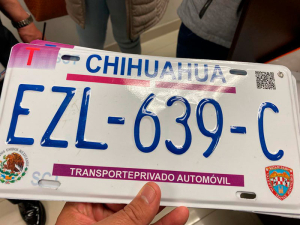 T
CHIHUAHUA
EZL-639-C
TRANSPORTEPRIVADO AUTOMÓVIL